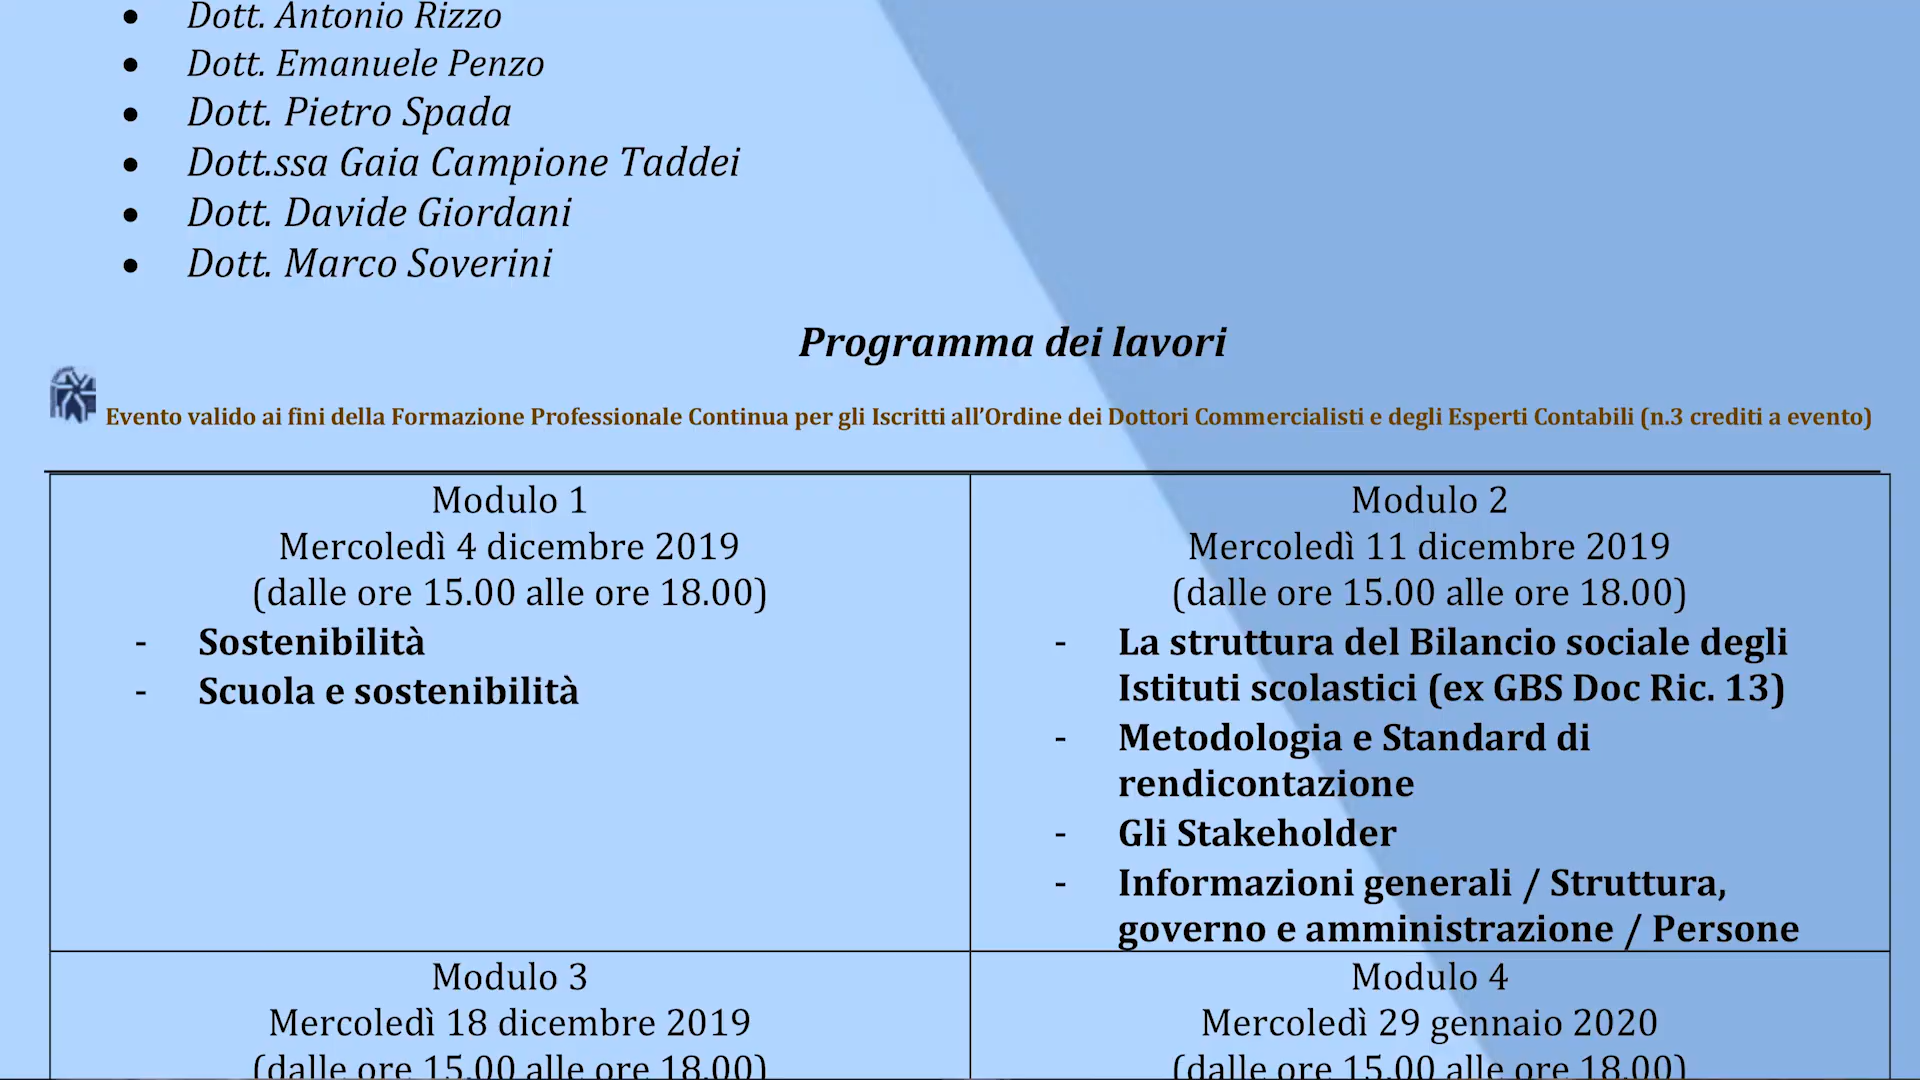 • Dott. Antonio Rizzo
• Dott. Emanuele Penzo
• Dott. Pietro Spada
• Dott.ssa Gaia Campione Taddei
• Dott. Davide Giordani
• Dott. Marco Soverini
Programma dei lavori
Evento valido ai fini della Formazione Professionale Continua per gli Iscritti all’Ordine dei Dottori Commercialisti e degli Esperti Contabili (n.3 crediti a evento)
Modulo 1
Mercoledì 4 dicembre 2019
(dalle ore 15.00 alle ore 18.00)
- Sostenibilità
- Scuola e sostenibilità
Modulo 2
Mercoledì 11 dicembre 2019
(dalle ore 15.00 alle ore 18.00)
- La struttura del Bilancio sociale degli
Istituti scolastici (ex GBS Doc Ric. 13)
- Metodologia e Standard di
rendicontazione
- Gli Stakeholder
- Informazioni generali / Struttura,
governo e amministrazione / Persone
Modulo 3
Mercoledì 18 dicembre 2019
(dalle ore 15.00 alle ore 18.00)
Modulo 4
Mercoledì 29 gennaio 2020
(dalle ore 15.00 alle ore 18.00)